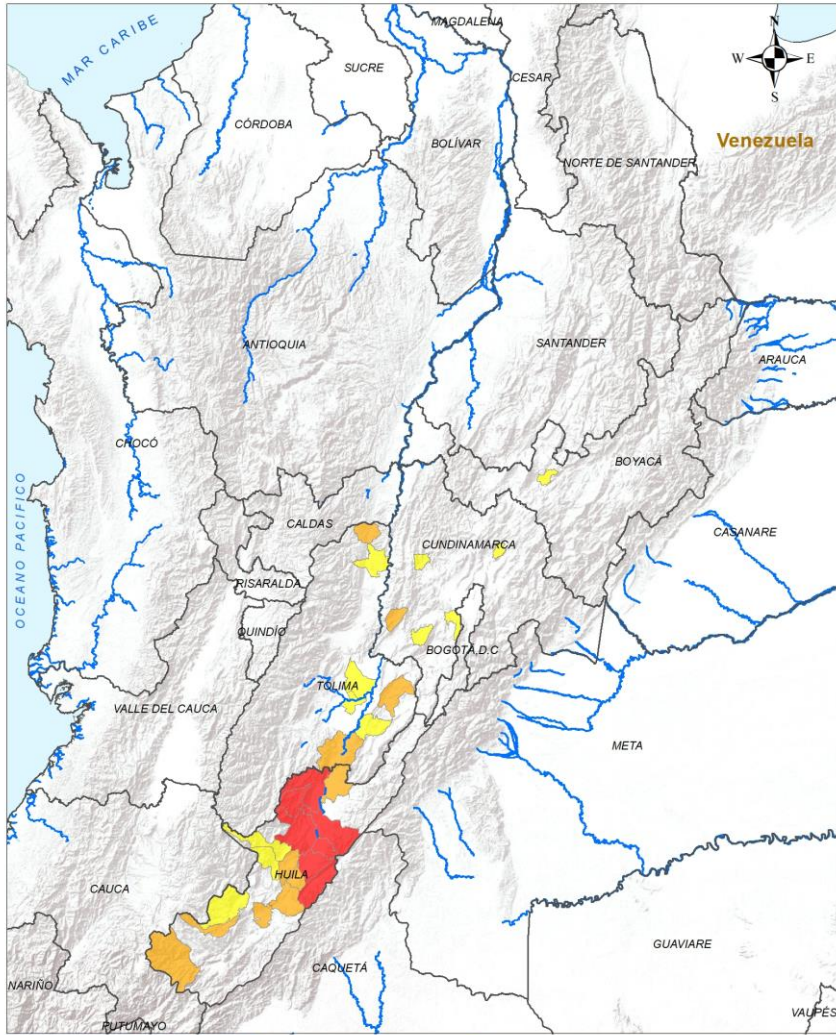 MAGDALENA
N
MAR CARIBE
SUCRE
CESAR
W
E
S
CÓRDOBA
BOLÍVAR
Venezuela
NORTE DE SANTANDER
ANTIOQUIA
SANTANDER
ARAUCA
CHOCÓ
BOYACÁ
OCEANO PACIFICO
CALDAS
CUNDINAMARCA
CASANARE
RISARALDA
QUINDÍO
BOGOTÁ, D.C
TOLIMA
VALLE DEL CAUCA
META
HUILA
CAUCA
GUAVIARE
CAQUETÁ
NARIÑO
PUTUMAYO
VAUPÉS